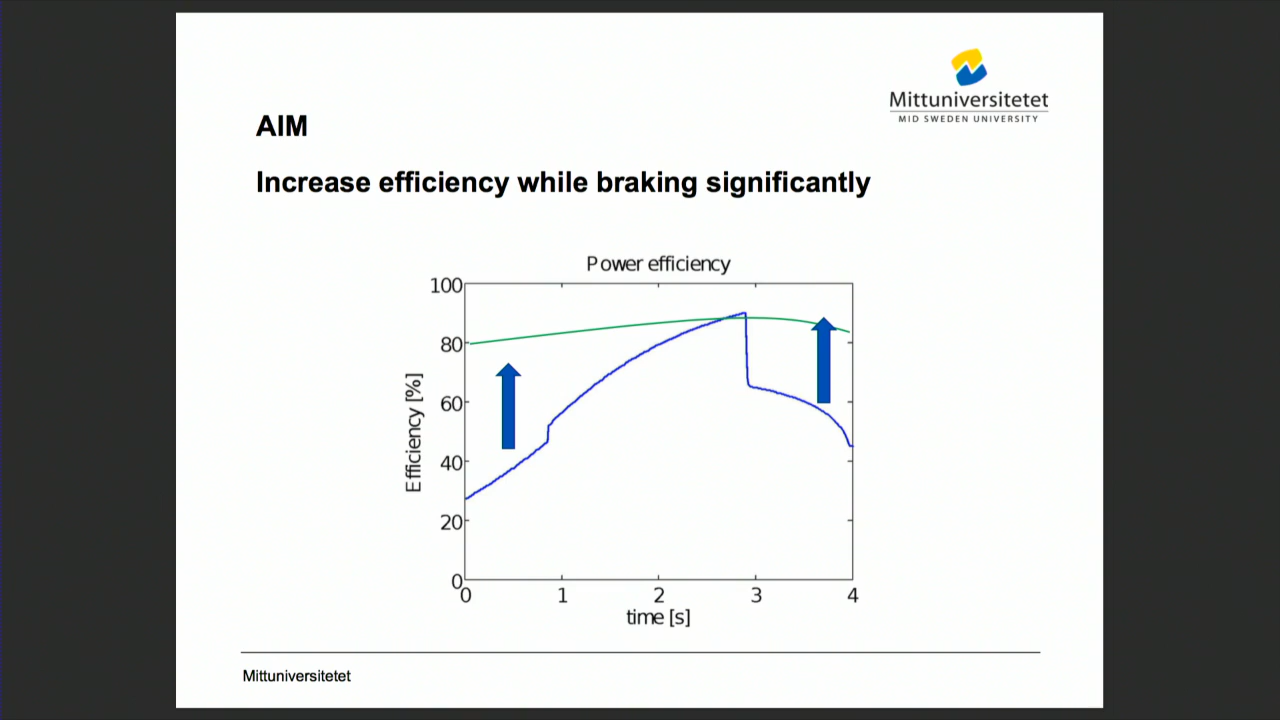 Mittuniversitetet
MID SWEDEN UNIVERSITY
AIM
Increase efficiency while braking significantly
Power efficiency
100
80
60
40
20
0
Efficiency [%]
0 1 2 3 4
time [s]
Mittuniversitetet